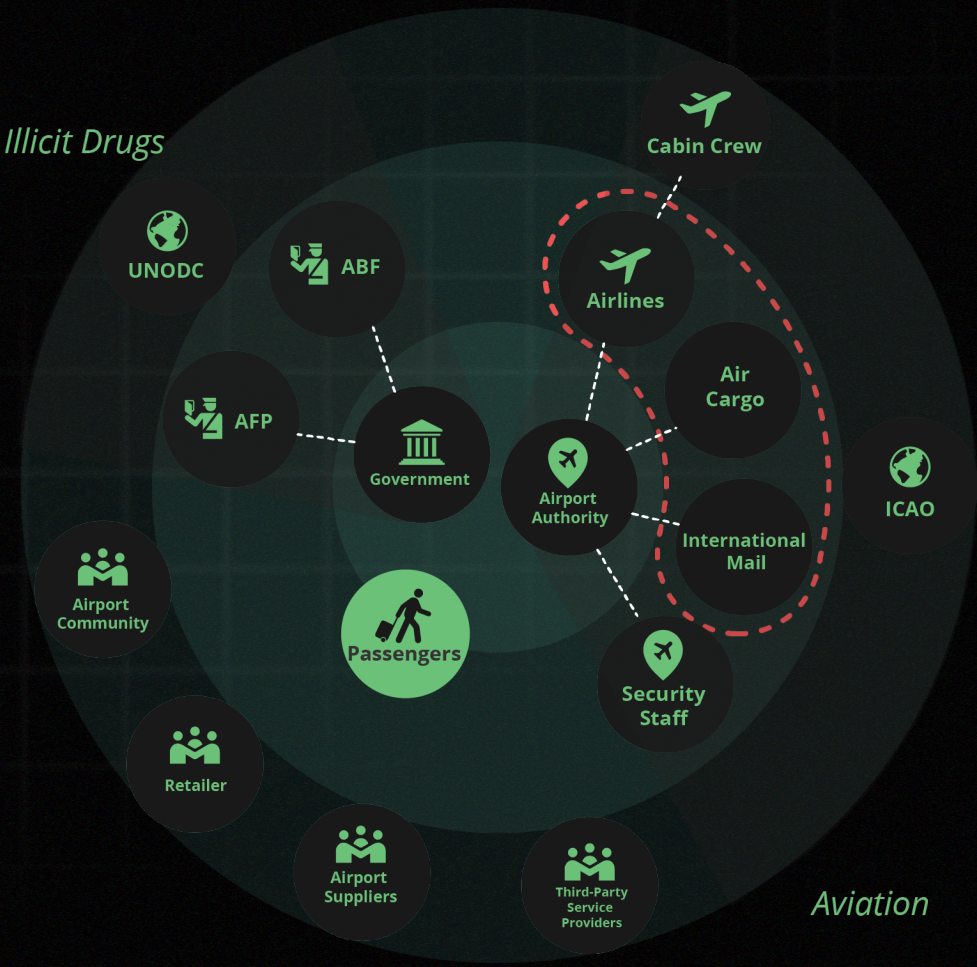 Cabin Crew
Illicit Drugs
UNODC
ABF
Airlines
Air
Cargo
AFP
Government
Airport
Authority
ICAO
International
Mail
Airport
Community
Passengers
Security
Staff
Retailer
Airport
Suppliers
Third-Party
Service
Providers
Aviation